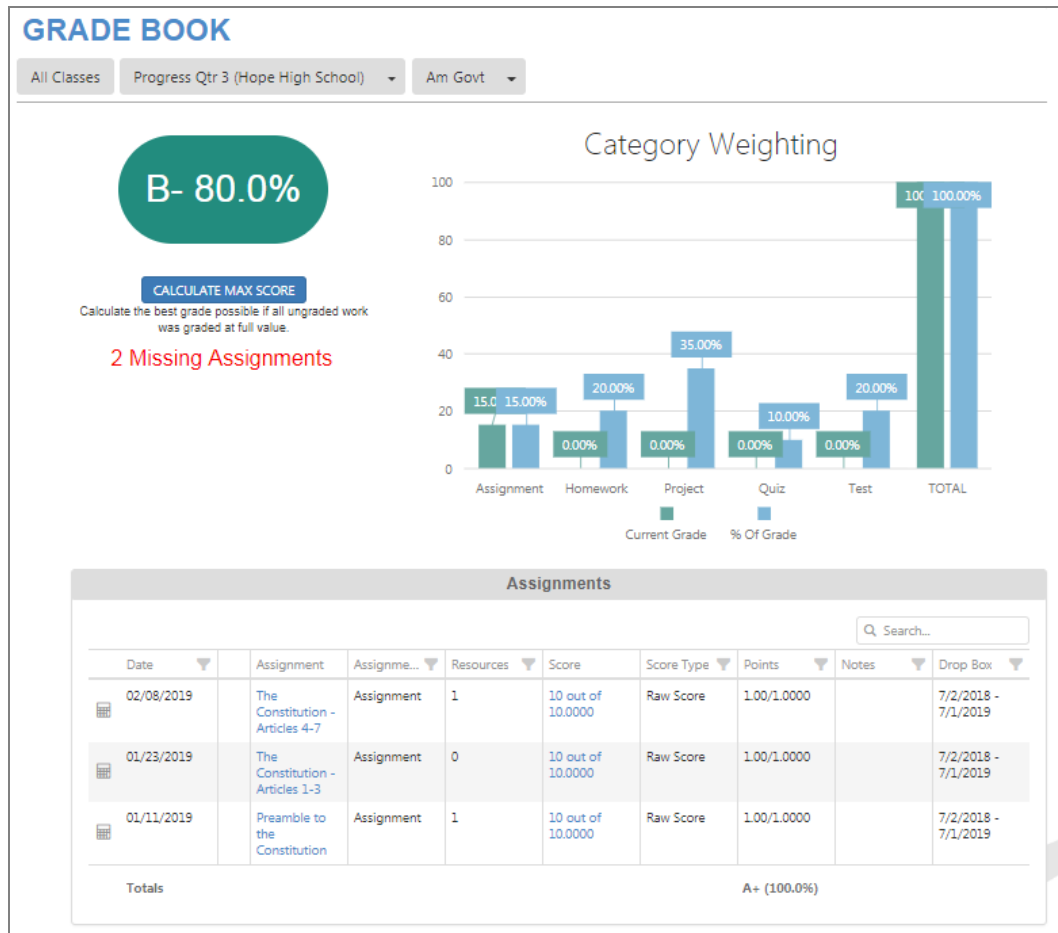 GRADE BOOK
All Classes Progress Qtr 3 (Hope High School) Am Govt
B- 80.0%
CALCULATE MAX SCORE
Calculate the best grade possible if all ungraded work
was graded at full value.
2 Missing Assignments
Category Weighting
100
80
60
40
20
0
15.0 15.00%
0.00% 20.00%
0.00% 35.00%
0.00% 10.00%
0.00% 20.00%
100 100.00%
Assignment Homework Project Quiz Test TOTAL
Current Grade % Of Grade
Assignments
Search...
Date Assignment Assignme... Resources Score Score Type Points Notes Drop Box
02/08/2019 The Assignment 1 10 out of Raw Score 1.00/1.0000 7/2/2018 -
Constitution - 10.0000 7/1/2019
Articles 4-7
01/23/2019 The Assignment 0 10 out of Raw Score 1.00/1.0000 7/2/2018 -
Constitution - 10.0000 7/1/2019
Articles 1-3
01/11/2019 Preamble to Assignment 1 10 out of Raw Score 1.00/1.0000 7/2/2018 -
the 10.0000 7/1/2019
Constitution
Totals A+ (100.0%)